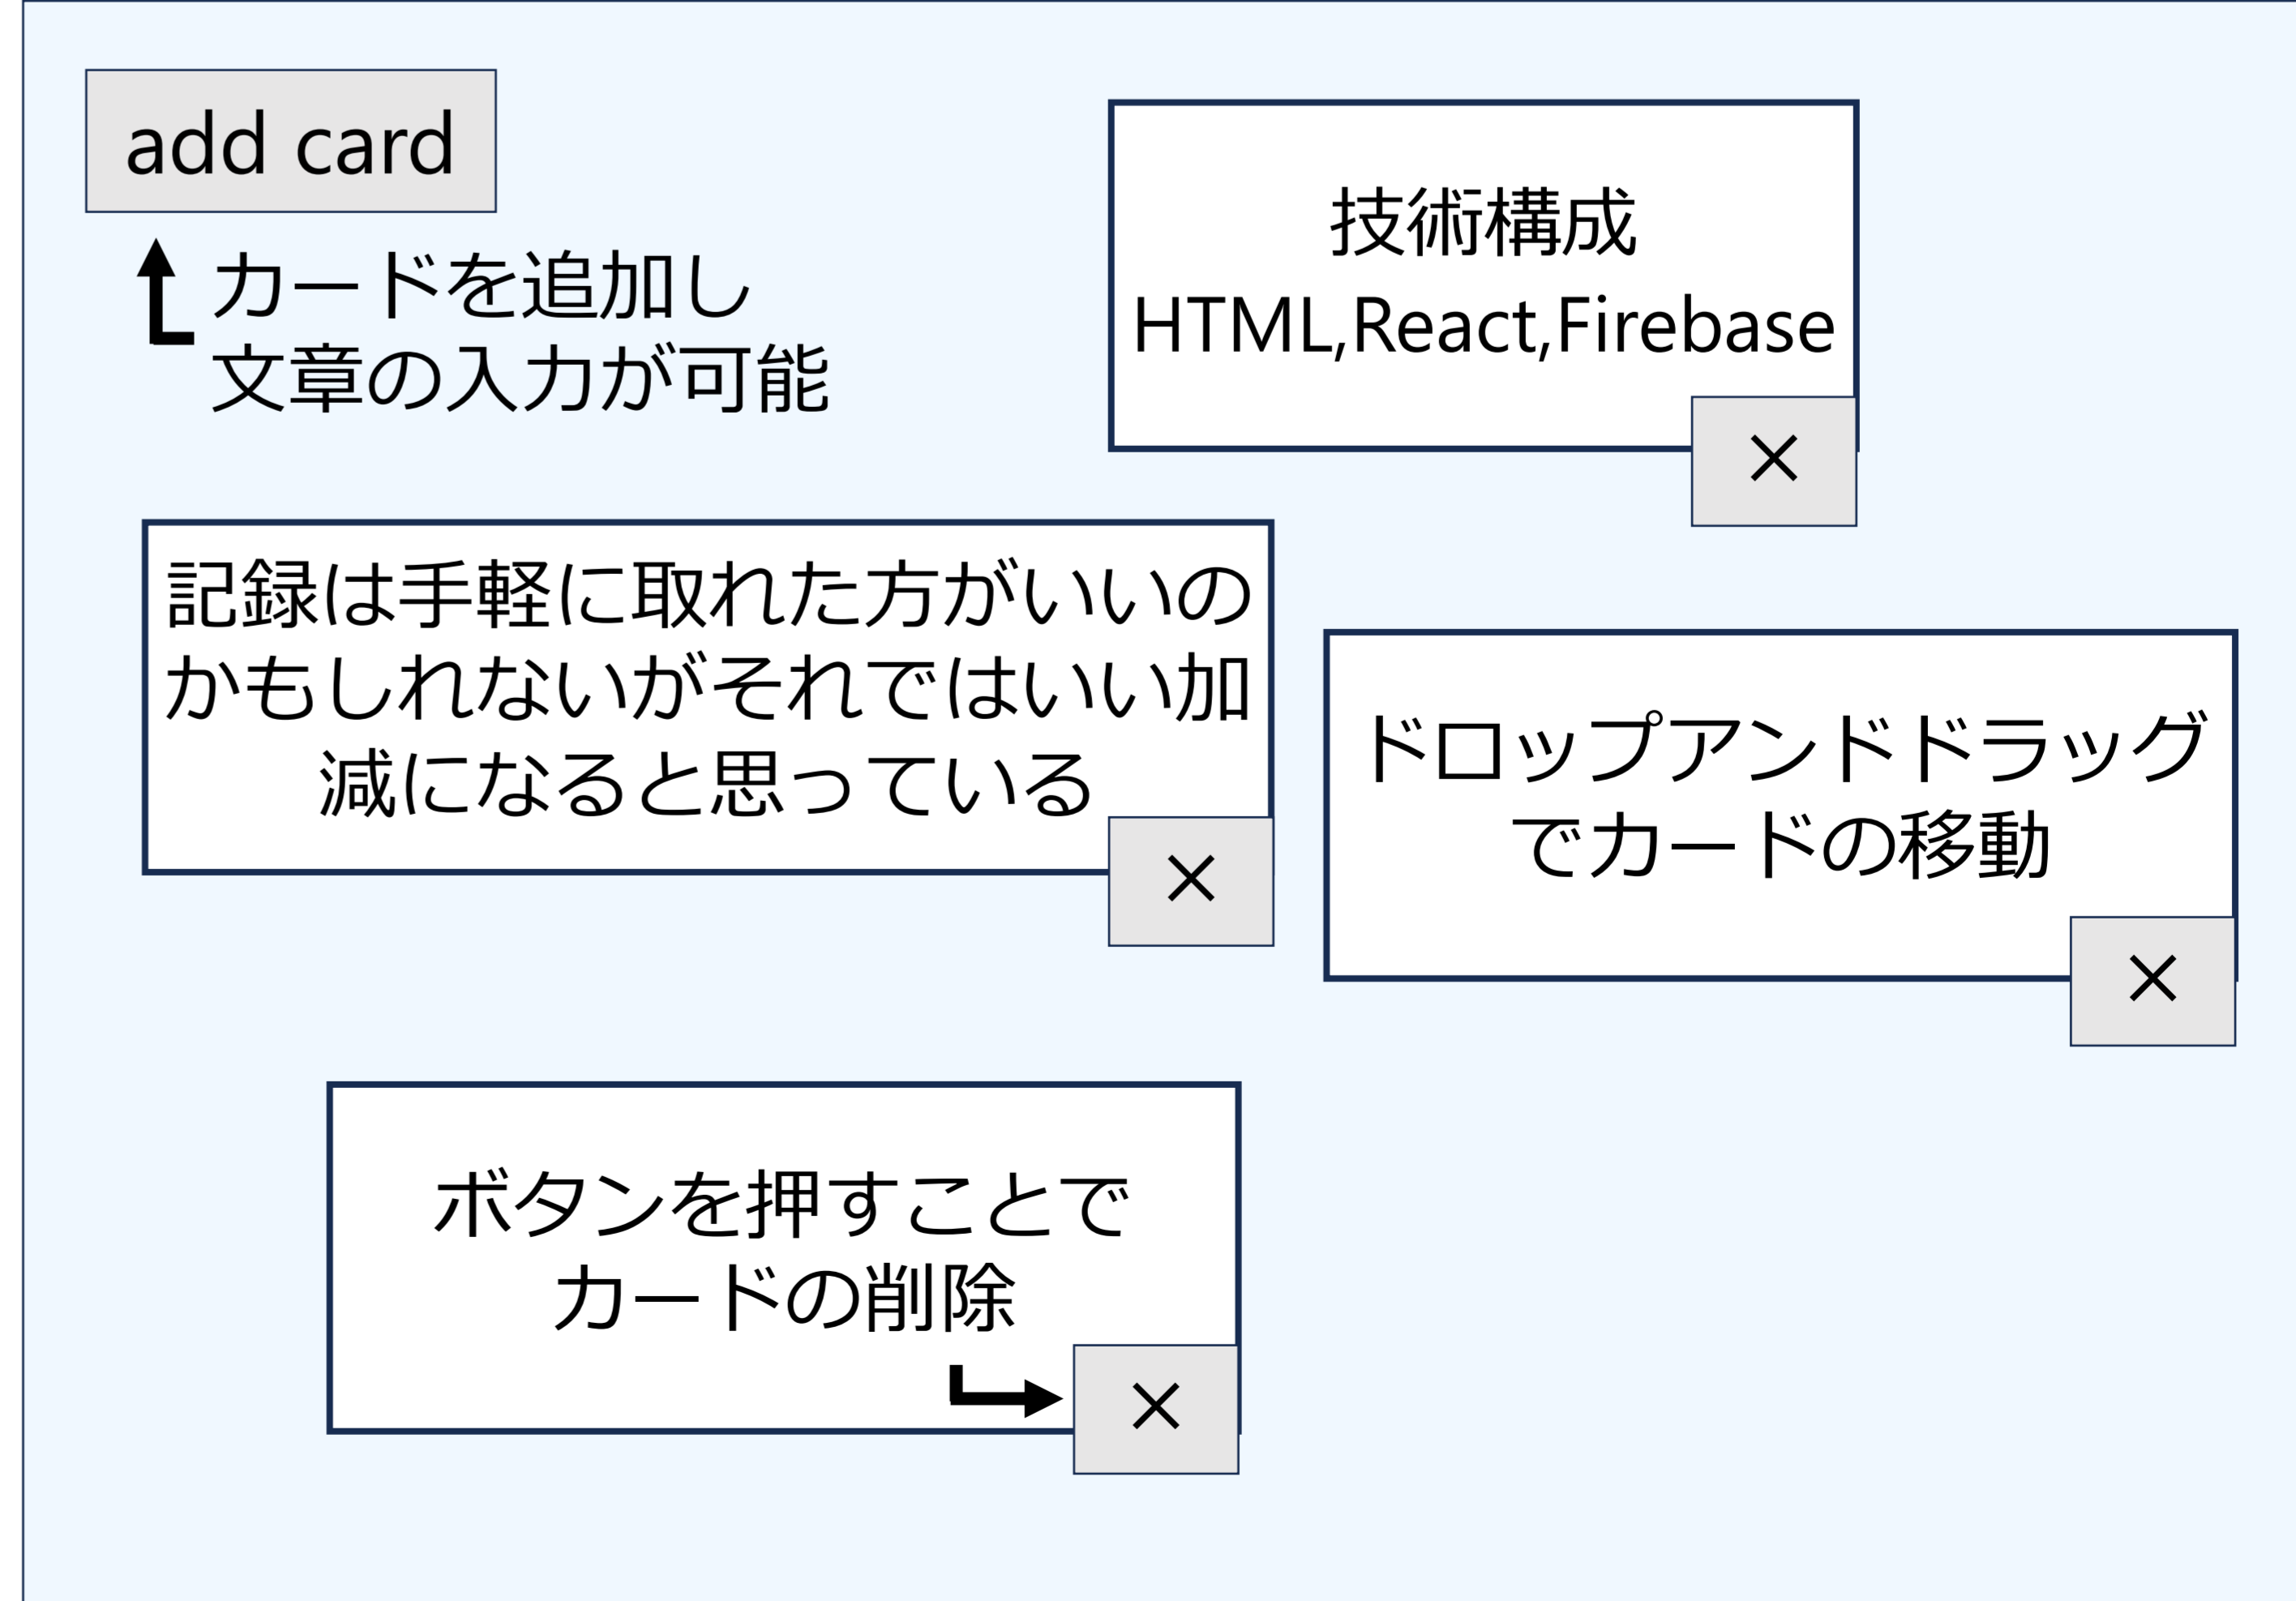 add card
カードを追加し
文章の入力が可能
技術構成
HTML,React,Firebase
×
記録は手軽に取れた方がいいの
かもしれないがそれではいい加
減になると思っている
×
ドロップアンドドラッグ
でカードの移動
×
ボタンを押すことで
カードの削除
×